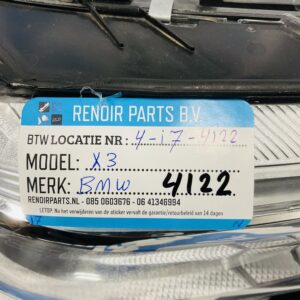 RENOIR PARTS B.V.
BTW LOCATIE NR: 4-i7-4122
MODEL: X3
MERK: BMW 4122
RENOIRPARTS.NL - 085 0603676 - 06 41346994
LETOP: Na het verwijderen van de sticker vervalt de garantie/retourbeleid van 14 dagen